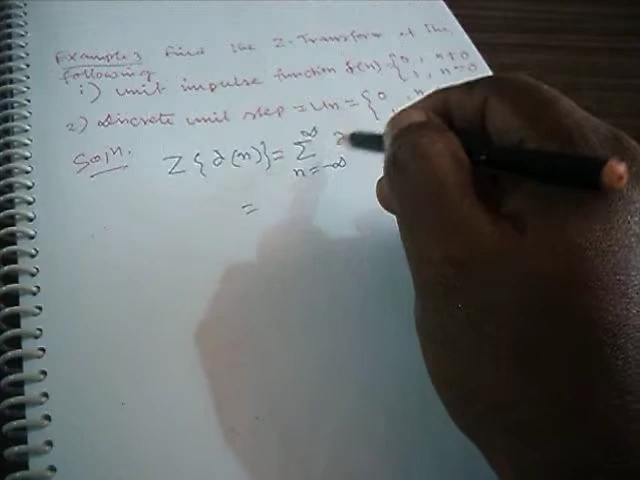 Examples Find the Z-Transform of the
following
i) unit impulse function δ(n) = {0, n≠0
1, n=0
2) discrete unit step = Un = {0, n
Soln.
Z{∂(n)} = ∑ ∞ n=-∞ ∂
=